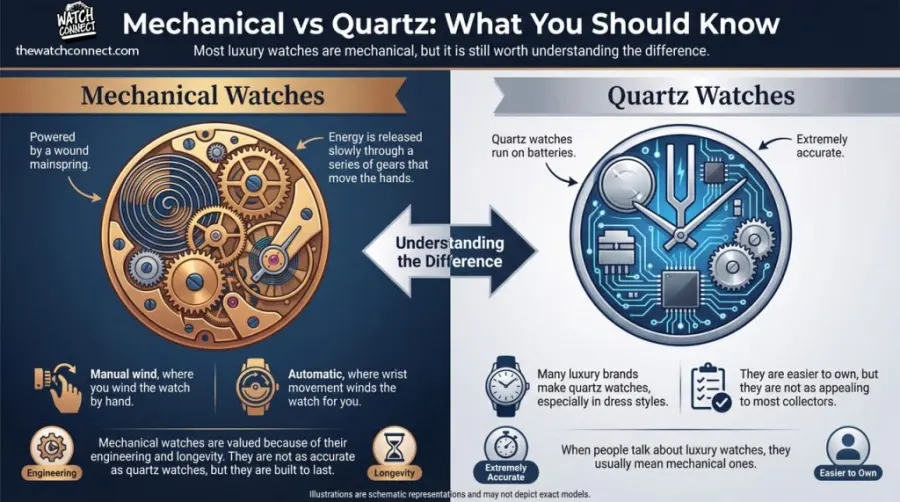 WATCH
CONNECT
thewatchconnect.com
Mechanical vs Quartz: What You Should Know
Most luxury watches are mechanical, but it is still worth understanding the difference.
Mechanical Watches
Powered
by a wound
mainspring.
Energy is released
slowly through a
series of gears that
move the hands.
Manual wind, where
you wind the watch
by hand.
Automatic, where wrist
movement winds the
watch for you.
Engineering
Mechanical watches are valued because of their
engineering and longevity. They are not as accurate
as quartz watches, but they are built to last.
Longevity
Understanding
the Difference
Quartz Watches
Quartz watches
run on batteries.
Extremely
accurate.
Many luxury brands
make quartz watches,
especially in dress styles.
They are easier to own, but
they are not as appealing
to most collectors.
Extremely
Accurate
When people talk about luxury watches, they
usually mean mechanical ones.
Easier to Own
Illustrations are schematic representations and may not depict exact models.